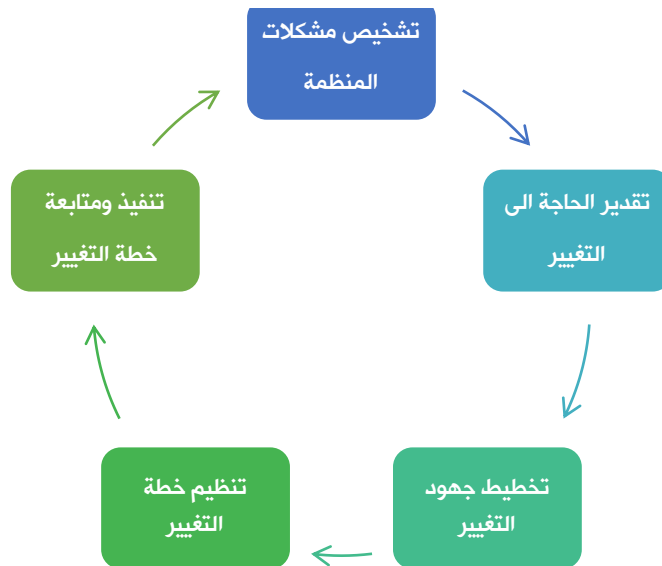 تشخيص مشكلات
المنظمة
تقدير الحاجة الى
التغيير
تخطيط جهود
التغيير
تنظيم خطة
التغيير
تنفيذ ومتابعة
خطة التغيير